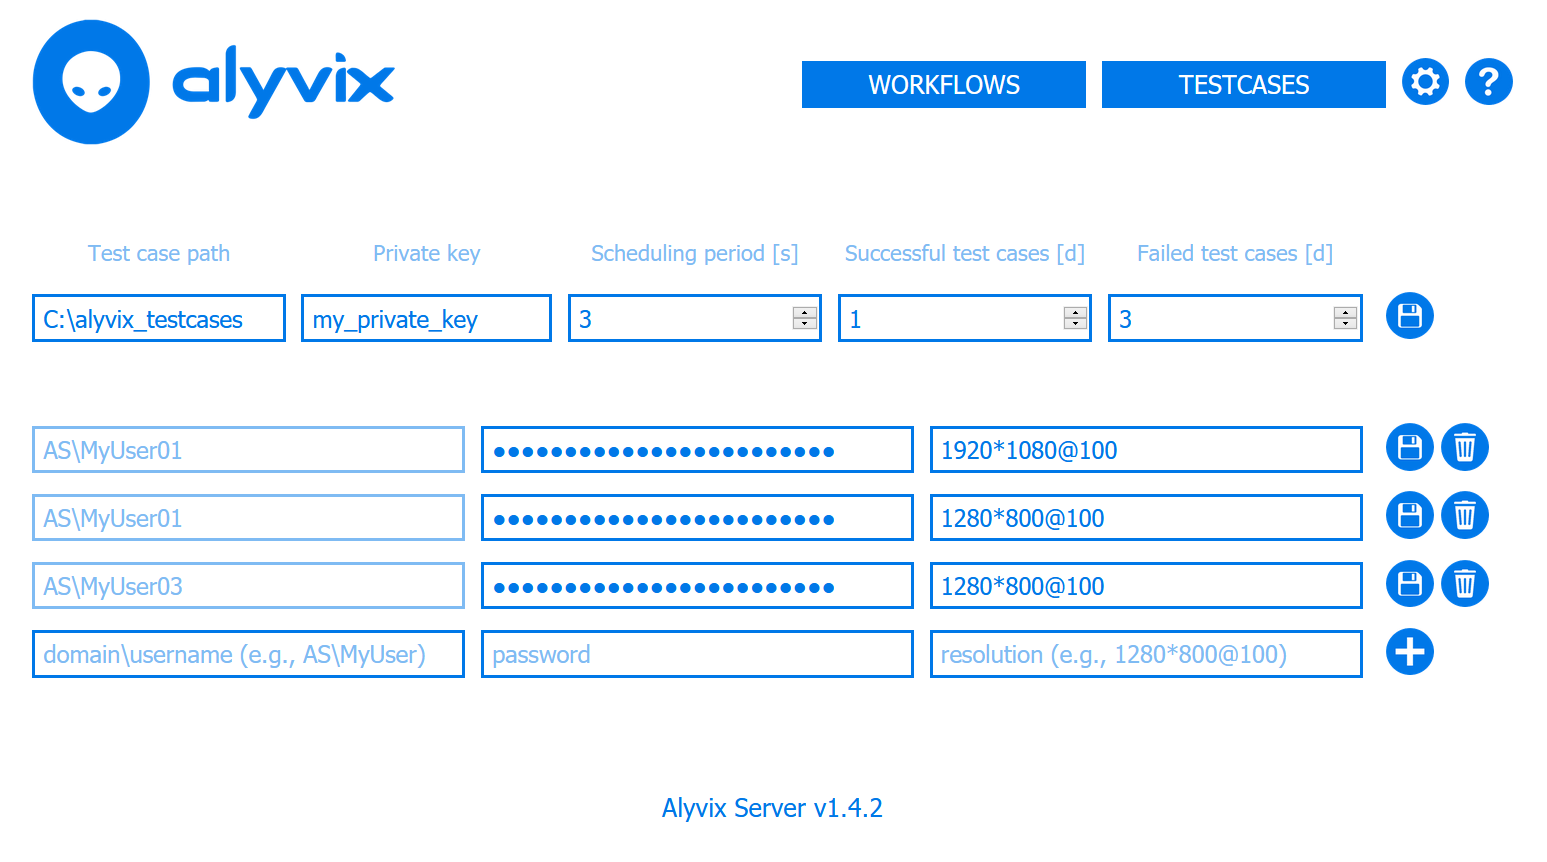 alyvix
WORKFLOWS TESTCASES ?
Test case path Private key Scheduling period [s] Successful test cases [d] Failed test cases [d]
C:\alyvix_testcases my_private_key 3 1 3
AS\MyUser01 ●●●●●●●●●●●●●●●●●●●●●●●● 1920*1080@100
AS\MyUser01 ●●●●●●●●●●●●●●●●●●●●●●●● 1280*800@100
AS\MyUser03 ●●●●●●●●●●●●●●●●●●●●●●●● 1280*800@100
domain\username (e.g., AS\MyUser) password resolution (e.g., 1280*800@100)
Alyvix Server v1.4.2